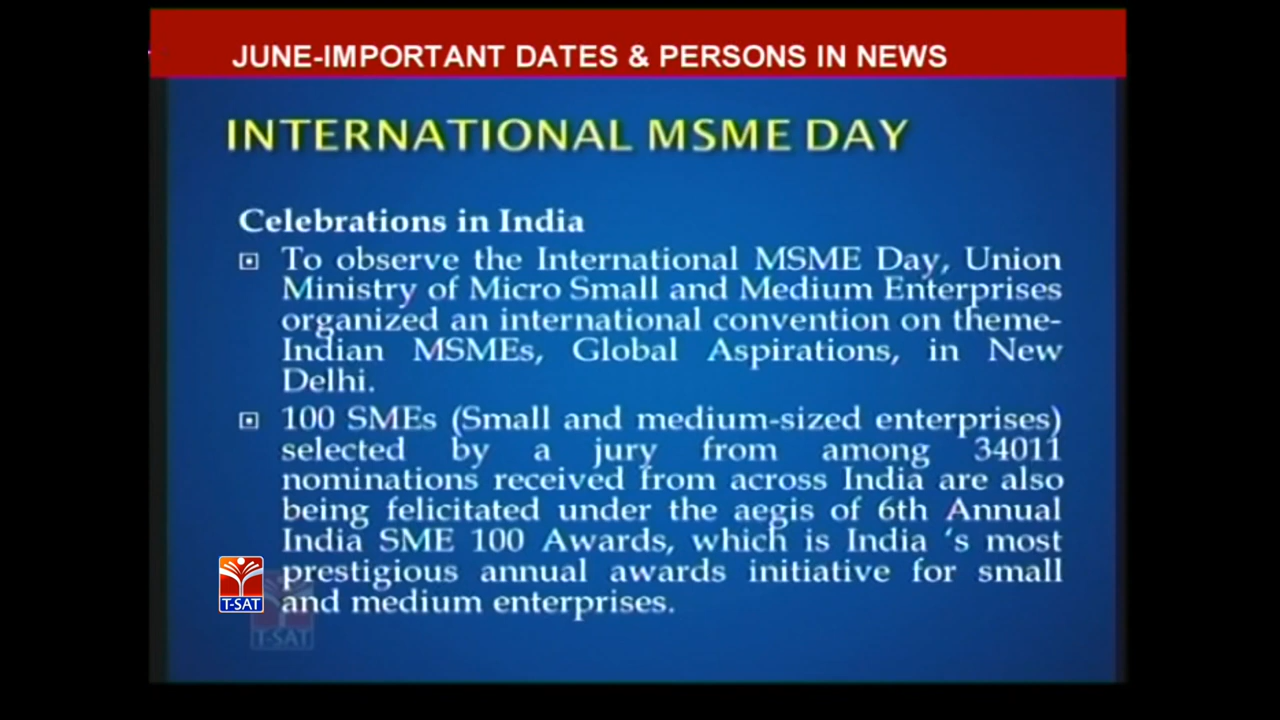 JUNE-IMPORTANT DATES & PERSONS IN NEWS
INTERNATIONAL MSME DAY
Celebrations in India
To observe the International MSME Day, Union
Ministry of Micro Small and Medium Enterprises
organized an international convention on theme-
Indian MSMEs, Global Aspirations, in New
Delhi.
100 SMEs (Small and medium-sized enterprises)
selected by a jury from among 34011
nominations received from across India are also
being felicitated under the aegis of 6th Annual
India SME 100 Awards, which is India 's most
prestigious annual awards initiative for small
and medium enterprises.
T-SAT
T-SAT